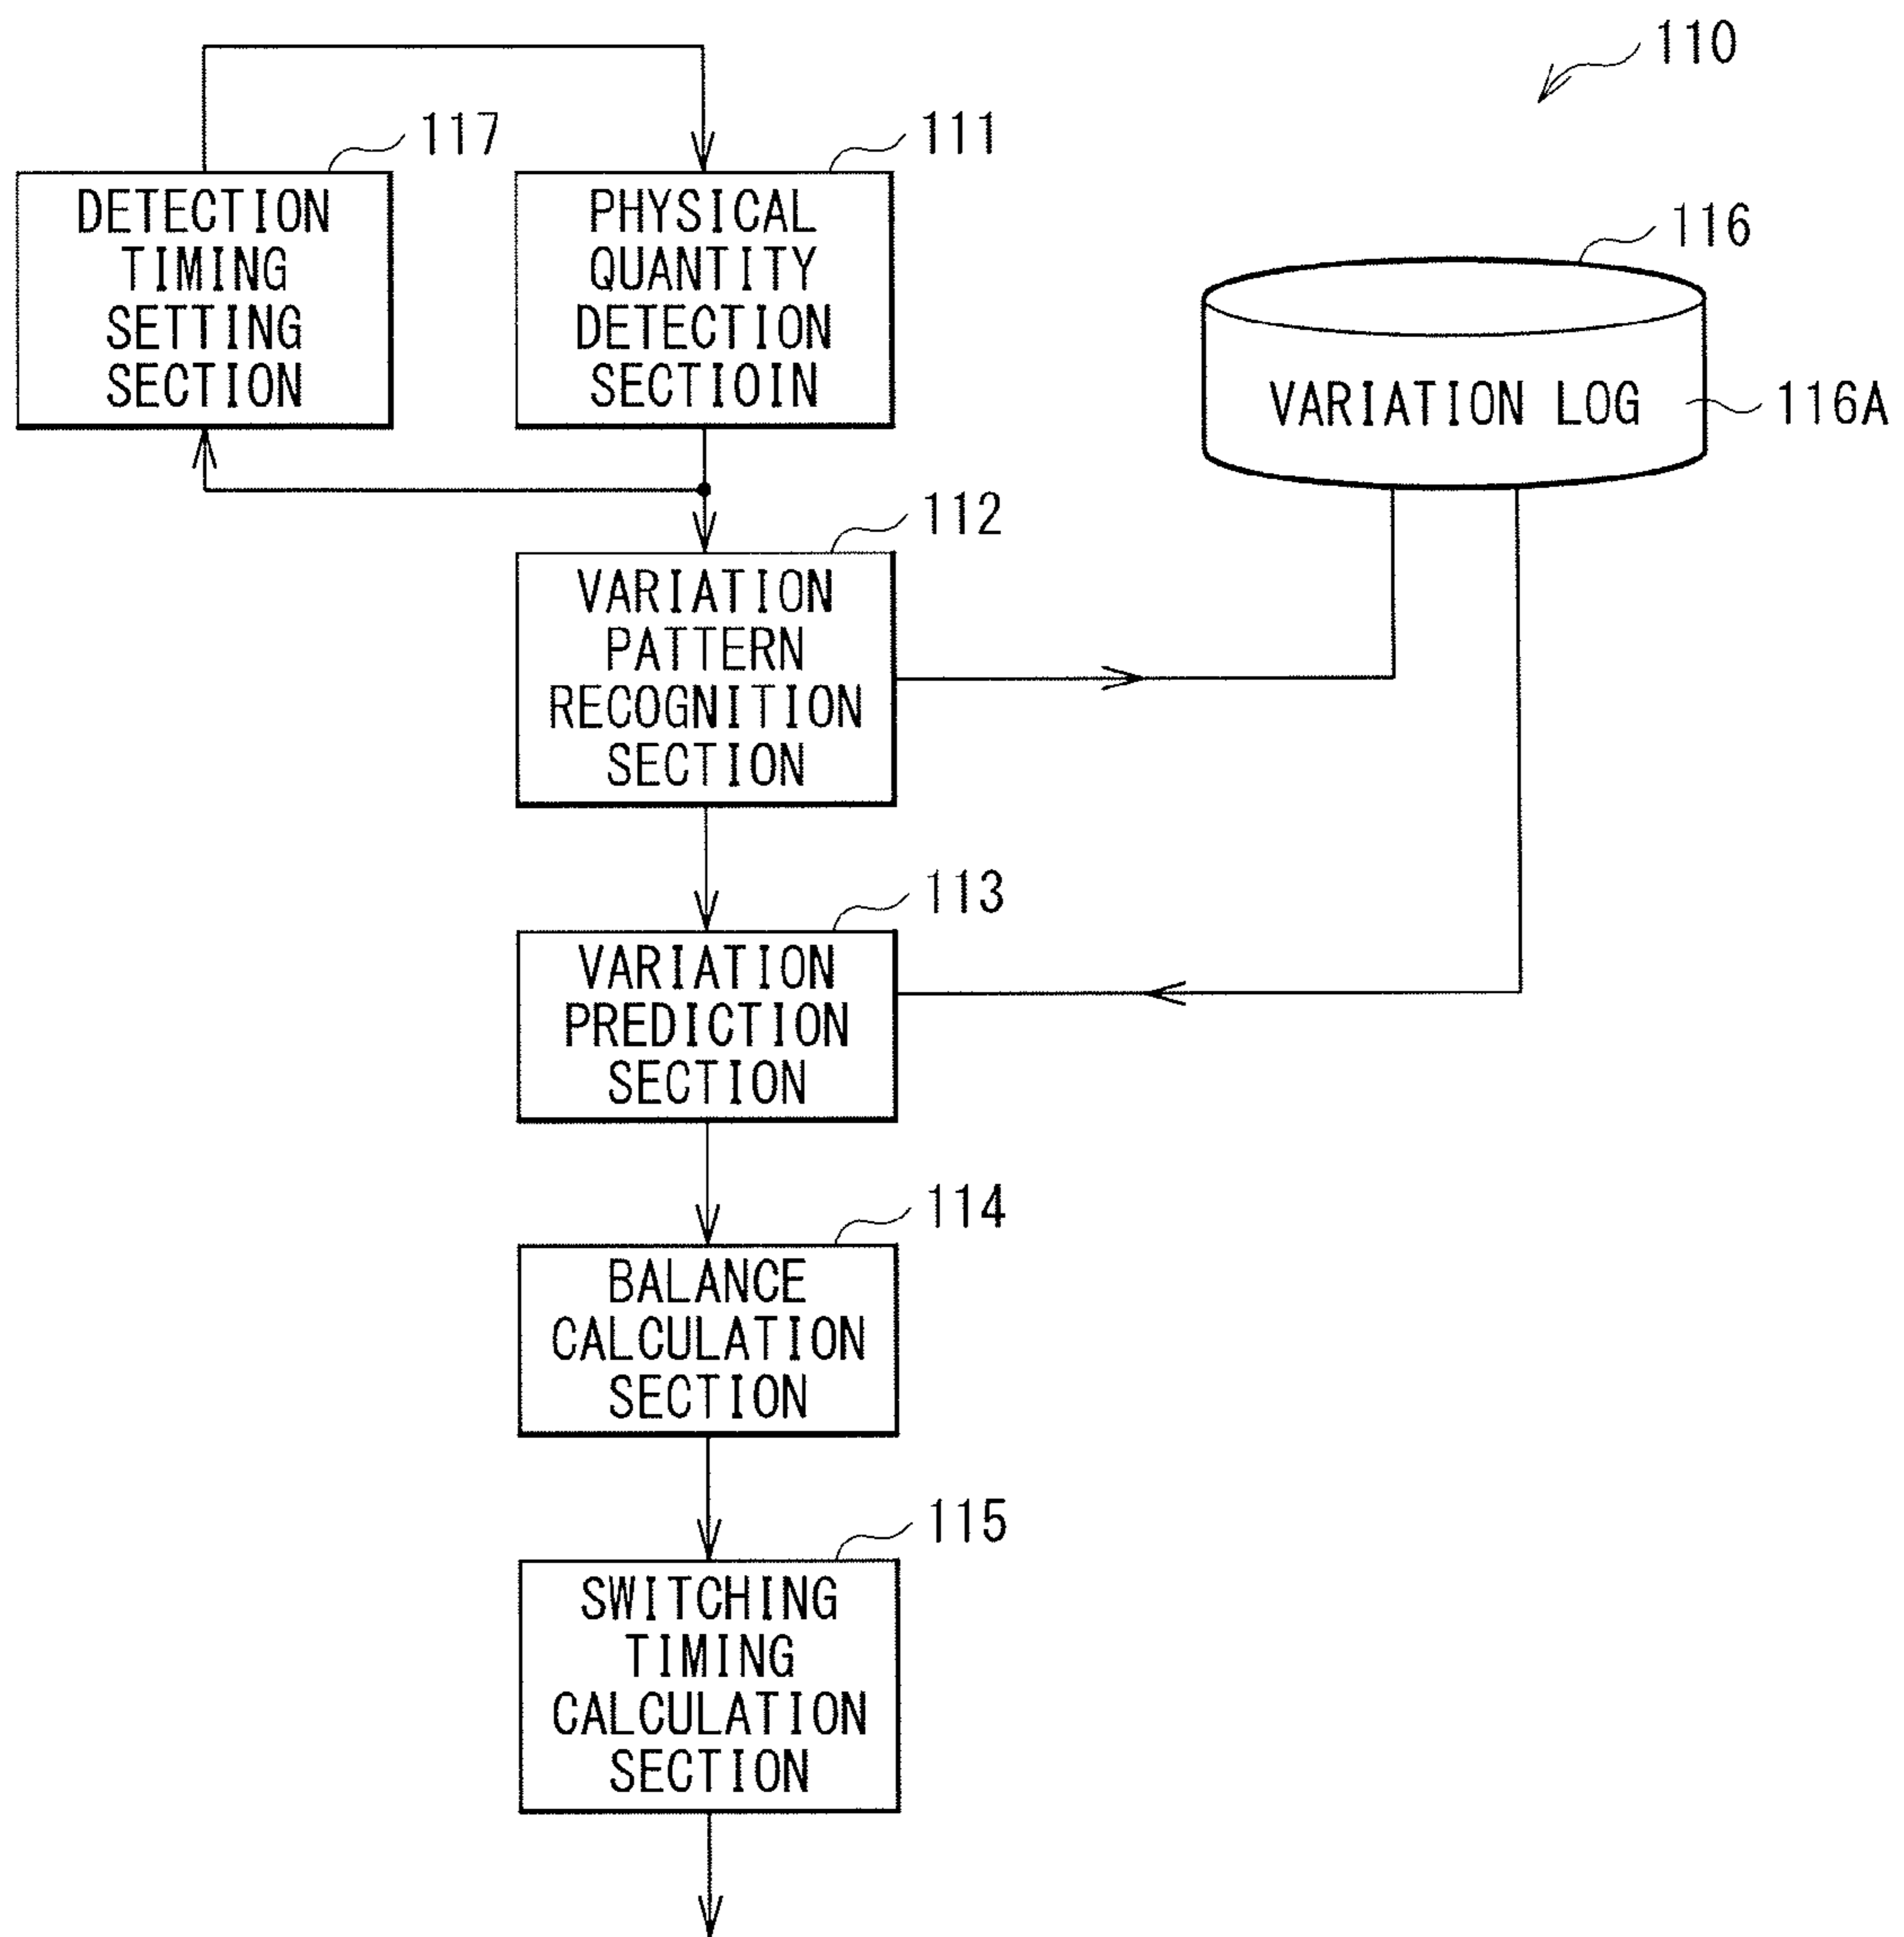 110
117
DETECTION
TIMING
SETTING
SECTION
111
PHYSICAL
QUANTITY
DETECTION
SECTIOIN
116
VARIATION LOG
116A
112
VARIATION
PATTERN
RECOGNITION
SECTION
113
VARIATION
PREDICTION
SECTION
114
BALANCE
CALCULATION
SECTION
115
SWITCHING
TIMING
CALCULATION
SECTION